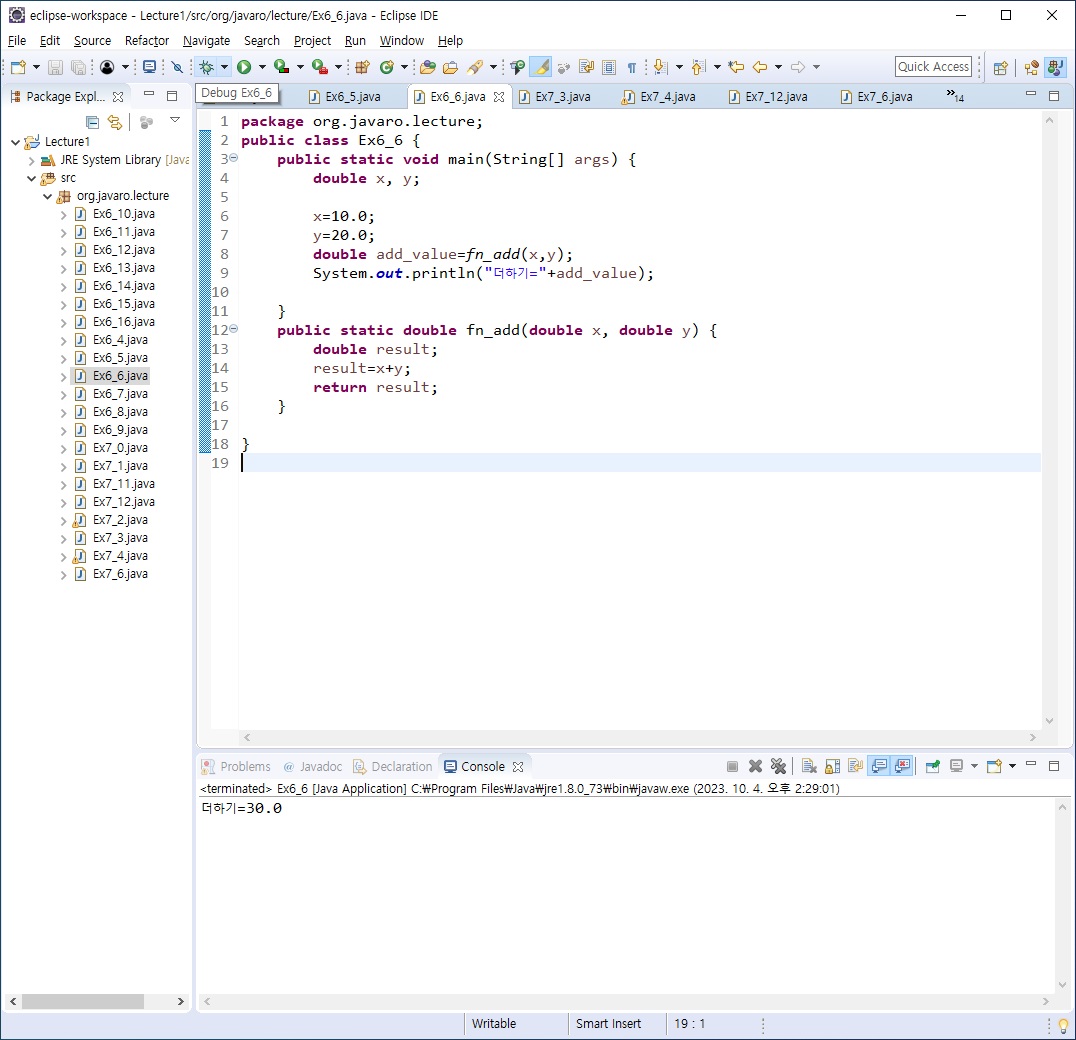 eclipse-workspace - Lecture1/src/org/javaro/lecture/Ex6_6.java - Eclipse IDE
File Edit Source Refactor Navigate Search Project Run Window Help
Quick Access
Package Expl...
Debug Ex6_6
Ex6_5.java Ex6_6.java Ex7_3.java Ex7_4.java Ex7_12.java Ex7_6.java »14
Lecture1
JRE System Library [Java
src
org.javaro.lecture
Ex6_10.java
Ex6_11.java
Ex6_12.java
Ex6_13.java
Ex6_14.java
Ex6_15.java
Ex6_16.java
Ex6_4.java
Ex6_5.java
Ex6_6.java
Ex6_7.java
Ex6_8.java
Ex6_9.java
Ex7_0.java
Ex7_1.java
Ex7_11.java
Ex7_12.java
Ex7_2.java
Ex7_3.java
Ex7_4.java
Ex7_6.java
1 package org.javaro.lecture;
2 public class Ex6_6 {
3 public static void main(String[] args) {
4 double x, y;
5
6 x=10.0;
7 y=20.0;
8 double add_value=fn_add(x,y);
9 System.out.println("더하기="+add_value);
10
11 }
12 public static double fn_add(double x, double y) {
13 double result;
14 result=x+y;
15 return result;
16 }
17
18 }
19
Problems @ Javadoc Declaration Console
<terminated> Ex6_6 [Java Application] C:₩Program Files₩Java₩jre1.8.0_73₩bin₩javaw.exe (2023. 10. 4. 오후 2:29:01)
더하기=30.0
Writable Smart Insert 19 : 1